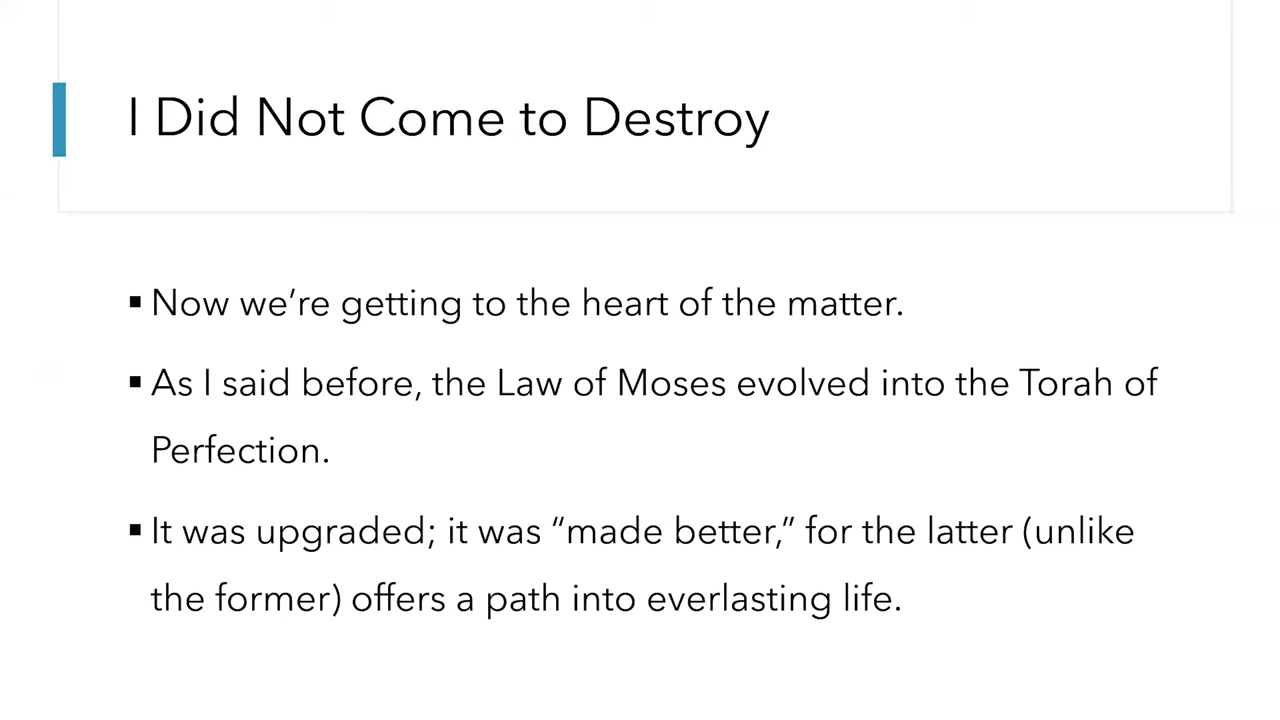 I Did Not Come to Destroy
▪ Now we’re getting to the heart of the matter.
▪ As I said before, the Law of Moses evolved into the Torah of
Perfection.
▪ It was upgraded; it was “made better,” for the latter (unlike
the former) offers a path into everlasting life.